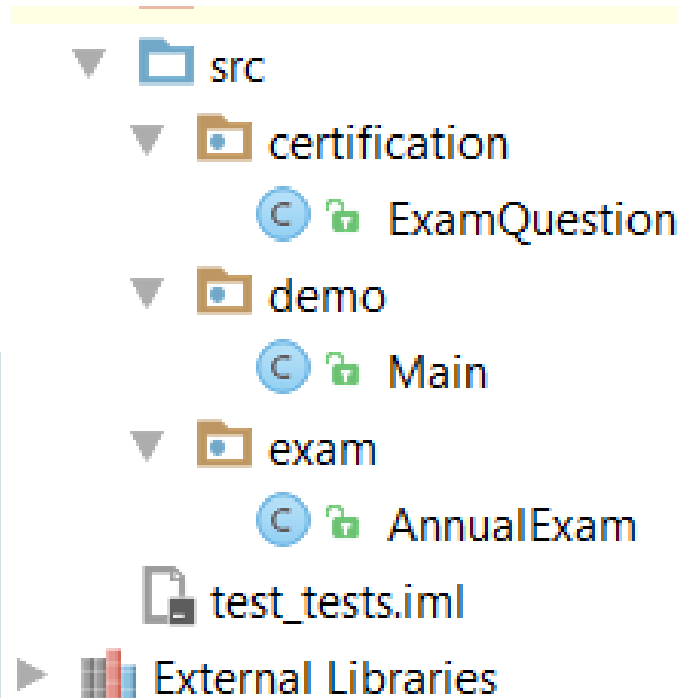 src
certification
ExamQuestion
demo
Main
exam
AnnualExam
test_tests.iml
External Libraries